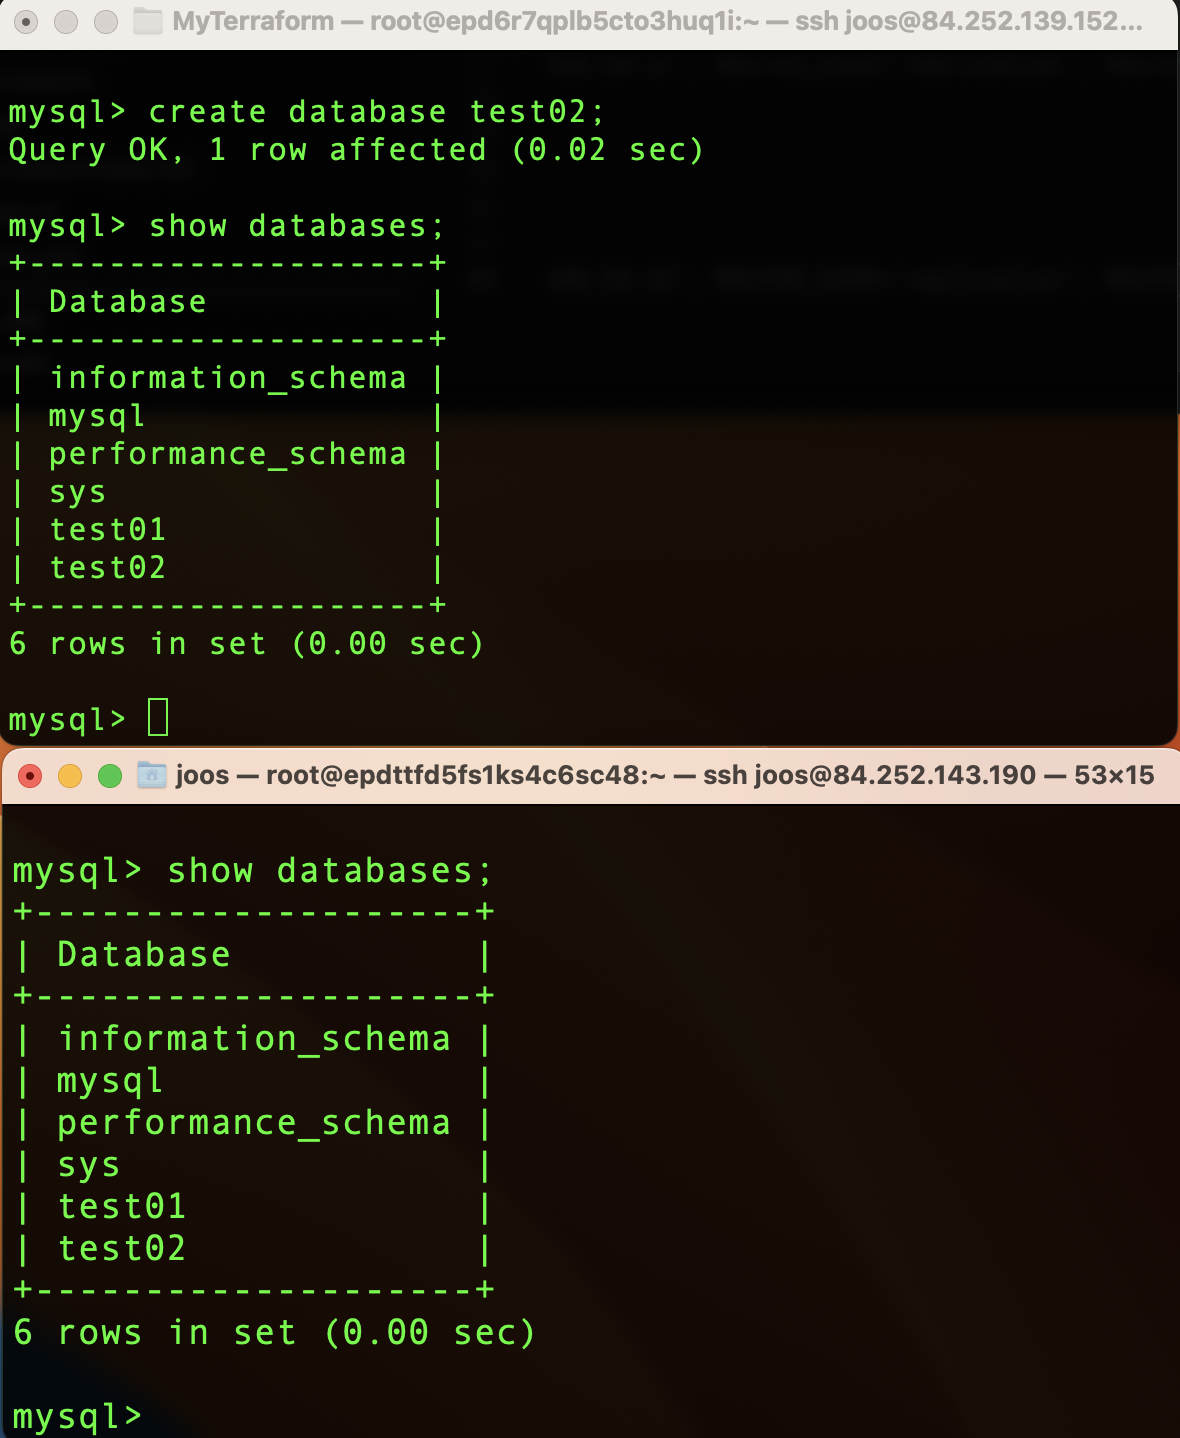 MyTerraform — root@epd6r7qplb5cto3huq1i:~ — ssh joos@84.252.139.152...
mysql> create database test02;
Query OK, 1 row affected (0.02 sec)
mysql> show databases;
+--------------------+
| Database           |
+--------------------+
| information_schema |
| mysql              |
| performance_schema |
| sys                |
| test01             |
| test02             |
+--------------------+
6 rows in set (0.00 sec)
mysql>
joos — root@epdttfd5fs1ks4c6sc48:~ — ssh joos@84.252.143.190 — 53×15
mysql> show databases;
+--------------------+
| Database           |
+--------------------+
| information_schema |
| mysql              |
| performance_schema |
| sys                |
| test01             |
| test02             |
+--------------------+
6 rows in set (0.00 sec)
mysql>